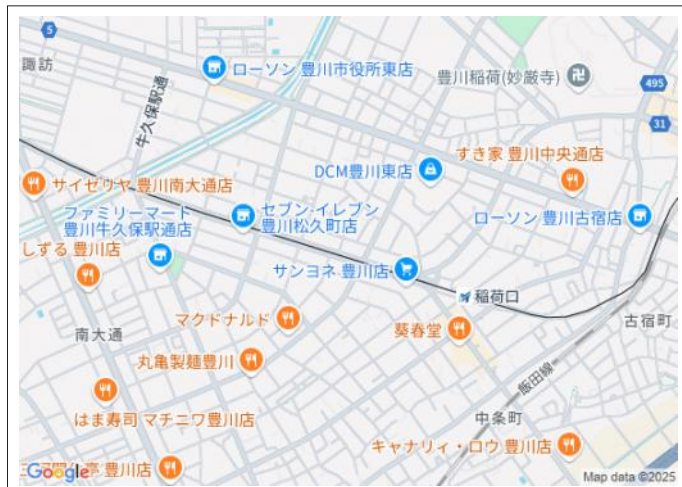 5
諏訪
牛久保駅通
ローソン 豊川市役所東店
豊川稲荷(妙厳寺)
495
31
サイゼリヤ 豊川南大通店
DCM豊川東店
すき家 豊川中央通店
ファミリーマート
豊川牛久保駅通店
セブン-イレブン
豊川松久町店
ローソン 豊川古宿店
しずる 豊川店
サンヨネ 豊川店
稲荷口
南大通
マクドナルド
葵春堂
古宿町
丸亀製麺豊川
飯田線
はま寿司 マチニワ豊川店
中条町
キャナリィ・ロウ 豊川店
豊川店
Google
Map data ©2025